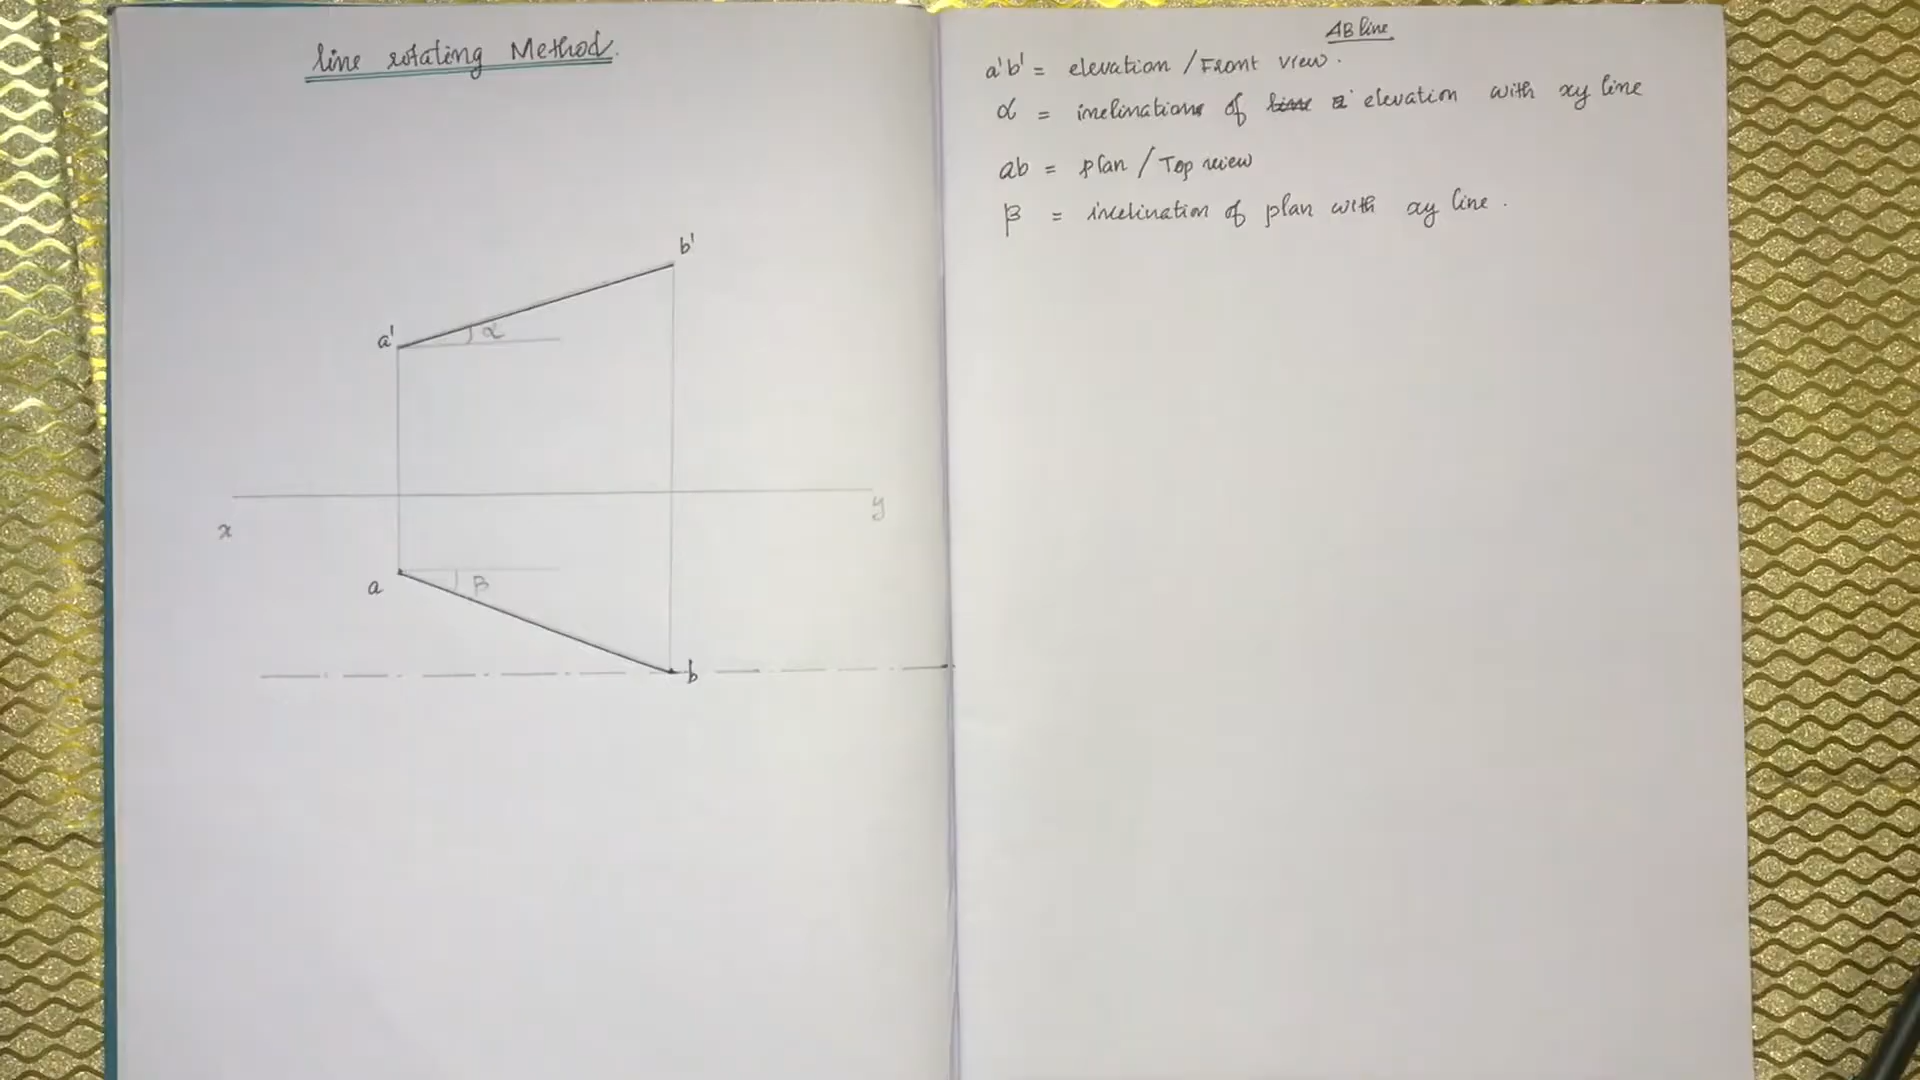 line rotating Method.
b'
a'
α
x
y
a
β
b
AB line
a'b' = elevation / Front view.
α = inclinations of line elevation with xy line
ab = plan / Top view
β = inclination of plan with xy line.